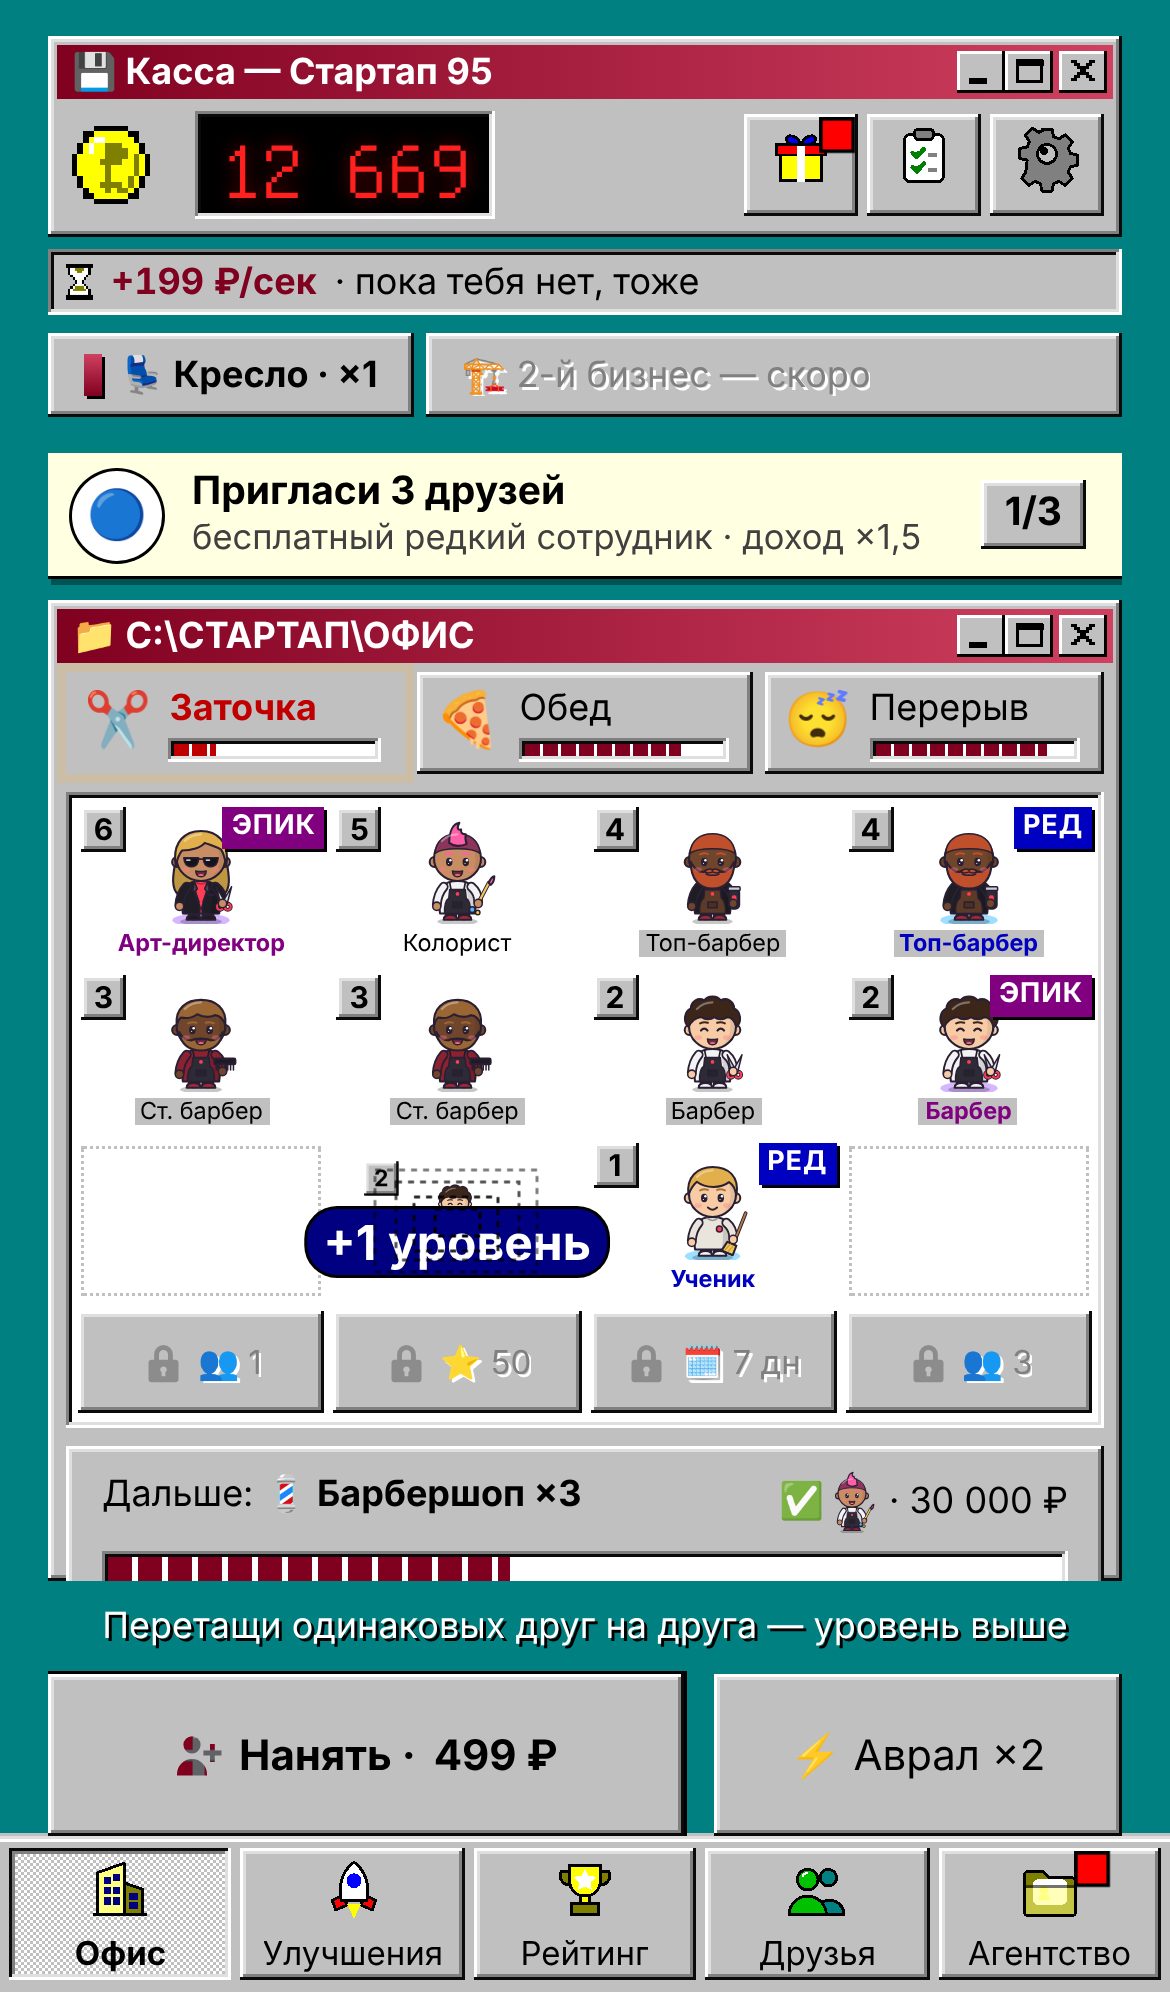 Касса — Стартап 95
12 669
+199 ₽/сек · пока тебя нет, тоже
Кресло · ×1
2-й бизнес — скоро
Пригласи 3 друзей
бесплатный редкий сотрудник · доход ×1,5
1/3
C:\СТАРТАП\ОФИС
Заточка
Обед
Перерыв
6 ЭПИК 5 4 4 РЕД
Арт-директор Колорист Топ-барбер Топ-барбер
3 3 2 2 ЭПИК
Ст. барбер Ст. барбер Барбер Барбер
2 1 РЕД
+1 уровень
Ученик
1 50 7 дн 3
Дальше: Барбершоп ×3 · 30 000 ₽
Перетащи одинаковых друг на друга — уровень выше
Нанять · 499 ₽
Аврал ×2
Офис Улучшения Рейтинг Друзья Агентство